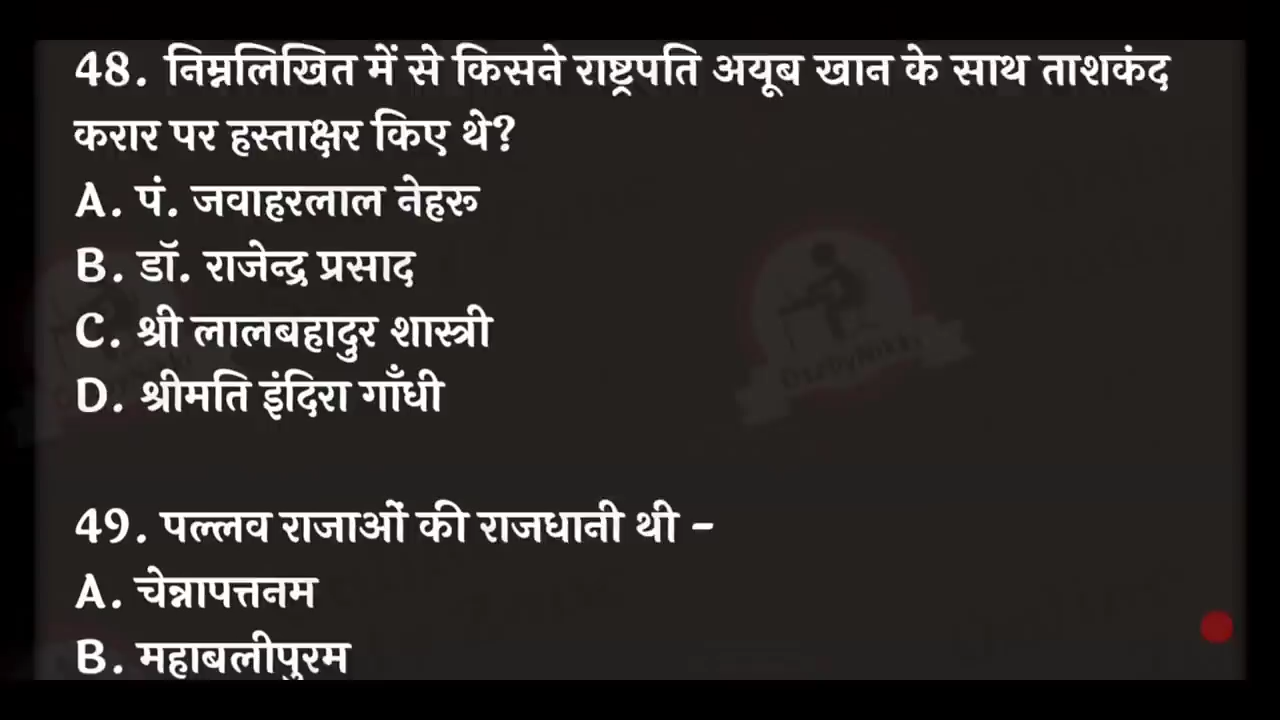 48. निम्नलिखित में से किसने राष्ट्रपति अयूब खान के साथ ताशकंद
करार पर हस्ताक्षर किए थे?
A. पं. जवाहरलाल नेहरू
B. डॉ. राजेन्द्र प्रसाद
C. श्री लालबहादुर शास्त्री
D. श्रीमति इंदिरा गाँधी
49. पल्लव राजाओं की राजधानी थी -
A. चेन्नापत्तनम
B. महाबलीपुरम